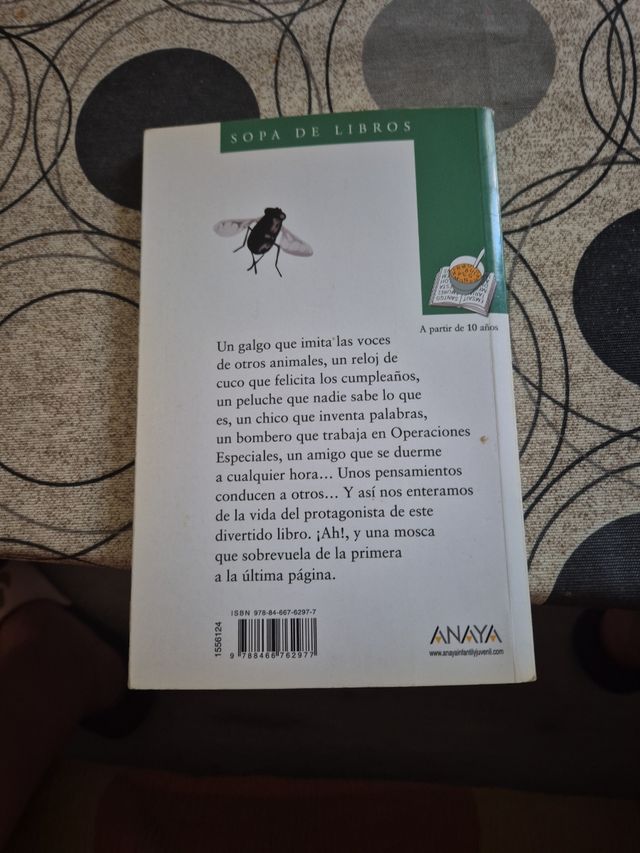 SOPA DE LIBROS
A partir de 10 años
Un galgo que imita las voces
de otros animales, un reloj de
cuco que felicita los cumpleaños,
un peluche que nadie sabe lo que
es, un chico que inventa palabras,
un bombero que trabaja en Operaciones
Especiales, un amigo que se duerme
a cualquier hora… Unos pensamientos
conducen a otros… Y así nos enteramos
de la vida del protagonista de este
divertido libro. ¡Ah!, y una mosca
que sobrevuela de la primera
a la última página.
ISBN 978-84-667-6297-7
1556124
9 788466 762977
ANAYA
www.anayainfantilyjuvenil.com